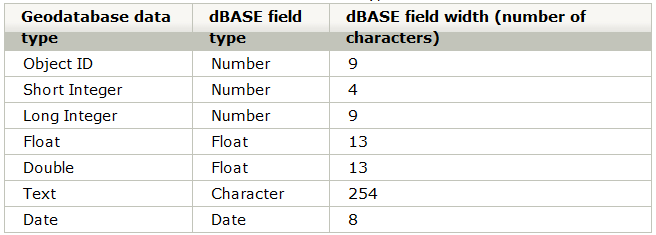 Geodatabase data type dBASE field type dBASE field width (number of characters)
Object ID Number 9
Short Integer Number 4
Long Integer Number 9
Float Float 13
Double Float 13
Text Character 254
Date Date 8